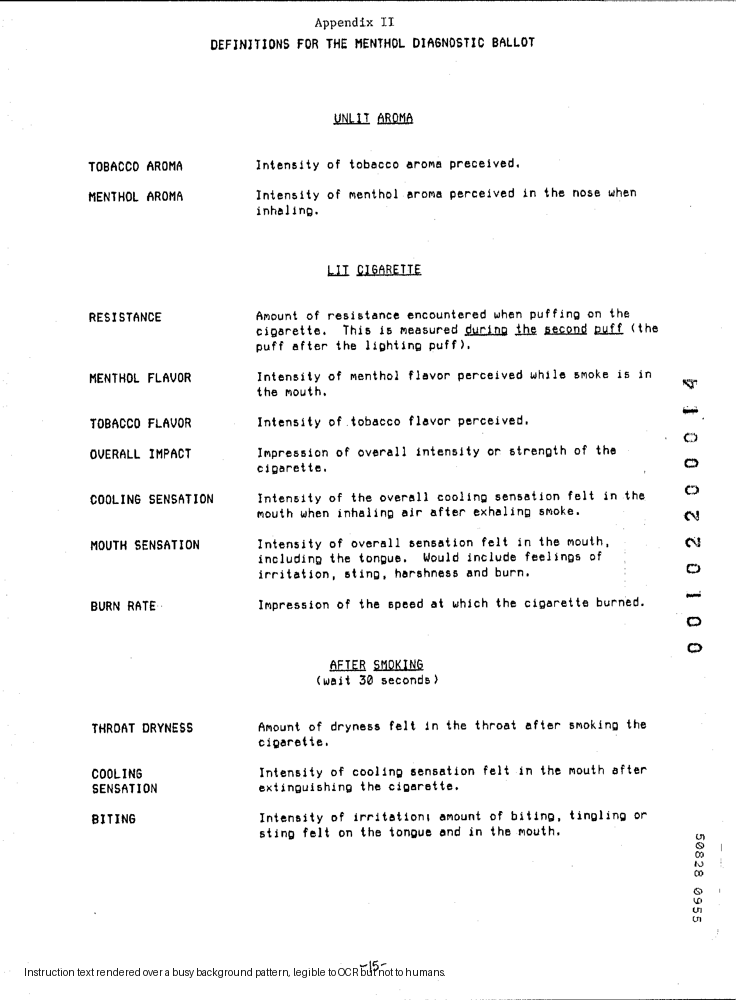 Appendix II
DEFINITIONS FOR THE MENTHOL DIAGNOSTIC BALLOT
UNLIT AROMA
TOBACCO AROMA Intensity of tobacco aroma preceived.
MENTHOL AROMA Intensity of menthol aroma perceived in the nose when
inhaling.
LIT CIGARETTE
RESISTANCE Amount of resistance encountered when puffing on the
cigarette. This is measured during the second puff (the
puff after the lighting puff).
MENTHOL FLAVOR Intensity of menthol flavor perceived while smoke is in
the mouth.
TOBACCO FLAVOR Intensity of tobacco flavor perceived.
OVERALL IMPACT Impression of overall intensity or strength of the
cigarette.
COOLING SENSATION Intensity of the overall cooling sensation felt in the
mouth when inhaling air after exhaling smoke.
MOUTH SENSATION Intensity of overall sensation felt in the mouth,
including the tongue. Would include feelings of
irritation, sting, harshness and burn.
BURN RATE Impression of the speed at which the cigarette burned.
AFTER SMOKING
(wait 30 seconds)
THROAT DRYNESS Amount of dryness felt in the throat after smoking the
cigarette.
COOLING Intensity of cooling sensation felt in the mouth after
SENSATION extinguishing the cigarette.
BITING Intensity of irritation; amount of biting, tingling or
sting felt on the tongue and in the mouth.
-15-
Instruction text rendered over a busy background pattern, legible to OCR but not to humans.
00102200014
50828 0955